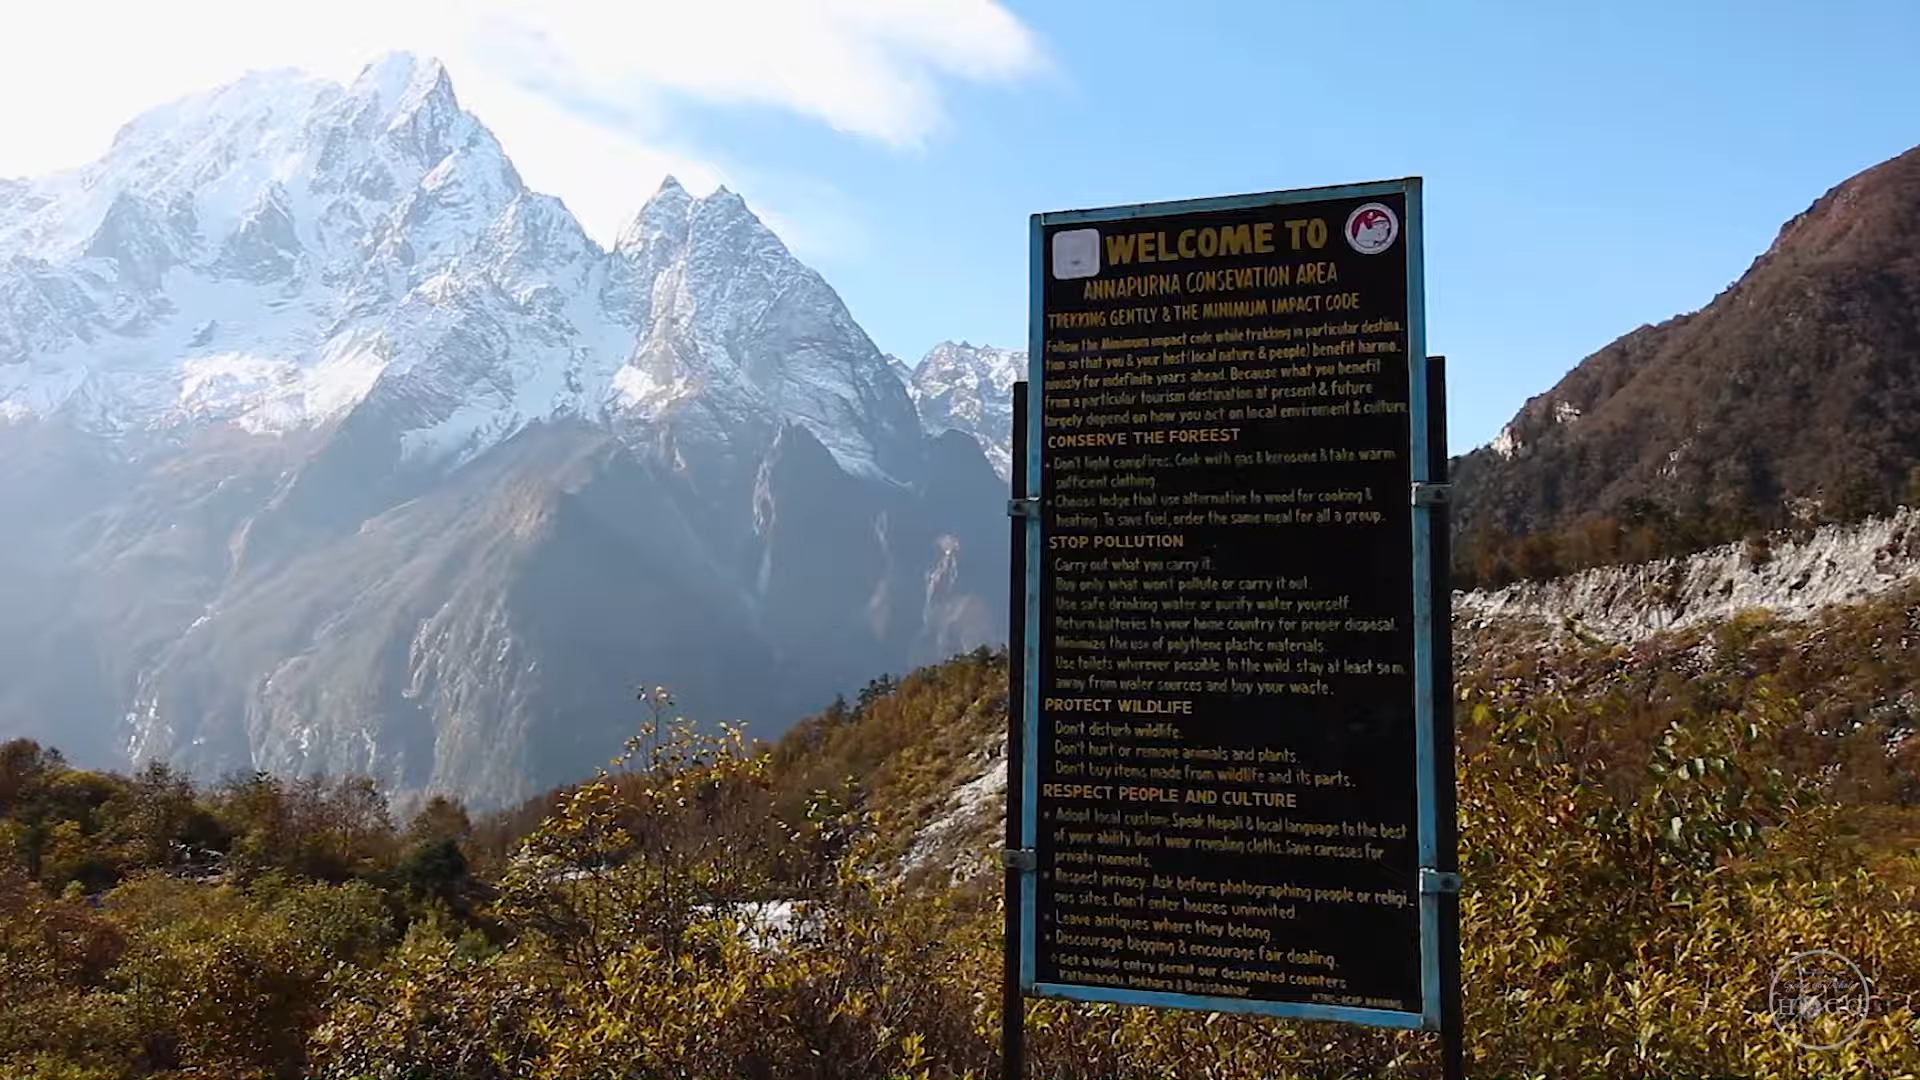 WELCOME TO
ANNAPURNA CONSEVATION AREA
TREKKING GENTLY & THE MINIMUM IMPACT CODE
Follow the Minimum impact code while trekking in particular destina.
tion so that you & your host (local nature & people) benefit harmo.
niously for indefinite years ahead. Because what you benefit
from a particular tourism destination at present & future
largely depend on how you act on local enviroment & culture
CONSERVE THE FOREEST
• Don't light campfires. Cook with gas & kerosene & take warm
sufficient clothing.
• Choose lodge that use alternative to wood for cooking &
heating. To save fuel, order the same meal for all a group.
STOP POLLUTION
Carry out what you carry it.
Buy only what won't pollute or carry it out.
Use safe drinking water or purify water yourself
Return batteries to your home country for proper disposal.
Minimize the use of polythene plastic materials.
Use toilets wherever possible. In the wild, stay at least 50 m.
away from water sources and buy your waste.
PROTECT WILDLIFE
Don't disturb wildlife.
Don't hurt or remove animals and plants.
Don't buy items made from wildlife and its parts.
RESPECT PEOPLE AND CULTURE
• Adopt local custom. Speak Nepali & local language to the best
of your ability. Don't wear revealing cloths. Save caresses for
private moments.
• Respect privacy. Ask before photographing people or religi.
ous sites. Don't enter houses uninvited.
• Leave antiques where they belong.
• Discourage begging & encourage fair dealing.
• Get a valid entry permit our designated counters
Kathmandu, Pokhara & Besishahar